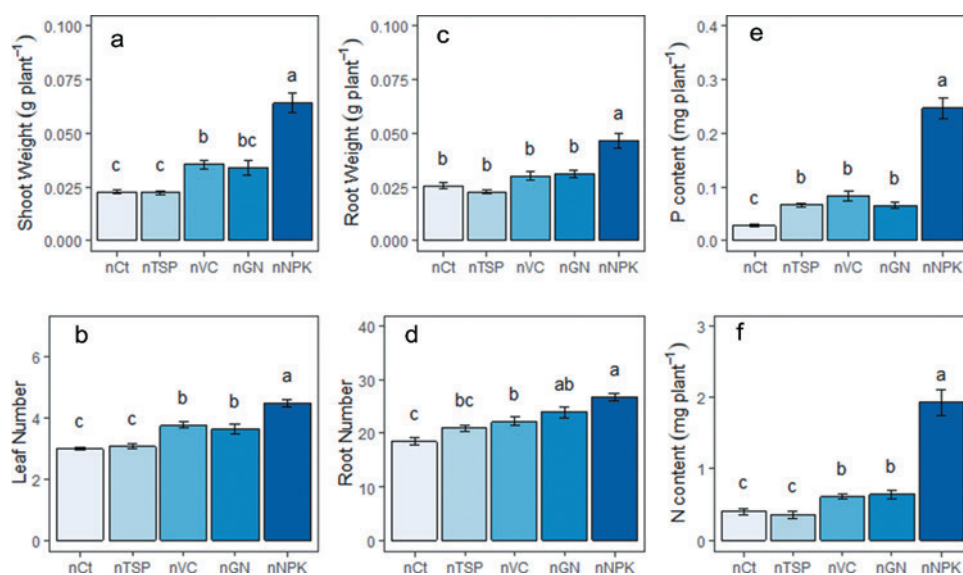 a
Shoot Weight (g plant⁻¹)
0.100
0.075
0.050
0.025
0.000
c c b bc a
nCt nTSP nVC nGN nNPK
c
Root Weight (g plant⁻¹)
0.100
0.075
0.050
0.025
0.000
b b b b a
nCt nTSP nVC nGN nNPK
e
P content (mg plant⁻¹)
0.4
0.3
0.2
0.1
0.0
c b b b a
nCt nTSP nVC nGN nNPK
b
Leaf Number
6
4
2
0
c c b b a
nCt nTSP nVC nGN nNPK
d
Root Number
40
30
20
10
0
c bc b ab a
nCt nTSP nVC nGN nNPK
f
N content (mg plant⁻¹)
3
2
1
0
c c b b a
nCt nTSP nVC nGN nNPK